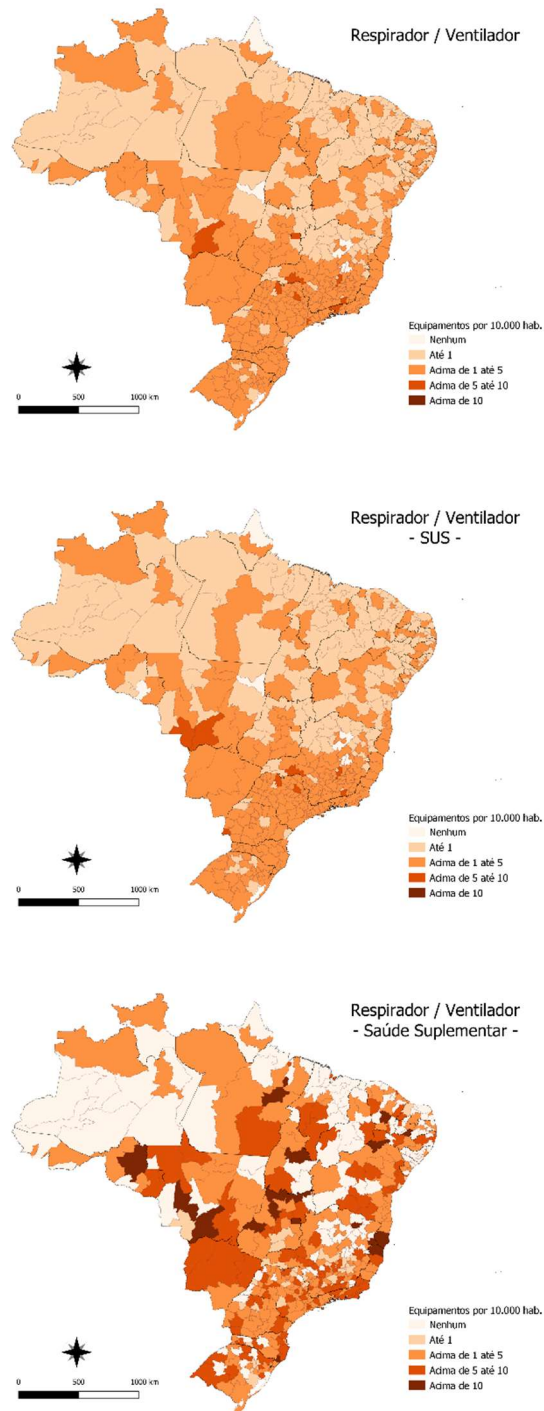 Respirador / Ventilador
Equipamentos por 10.000 hab.
Nenhum
Até 1
Acima de 1 até 5
Acima de 5 até 10
Acima de 10
0 500 1000 km
Respirador / Ventilador
- SUS -
Equipamentos por 10.000 hab.
Nenhum
Até 1
Acima de 1 até 5
Acima de 5 até 10
Acima de 10
0 500 1000 km
Respirador / Ventilador
- Saúde Suplementar -
Equipamentos por 10.000 hab.
Nenhum
Até 1
Acima de 1 até 5
Acima de 5 até 10
Acima de 10
0 500 1000 km